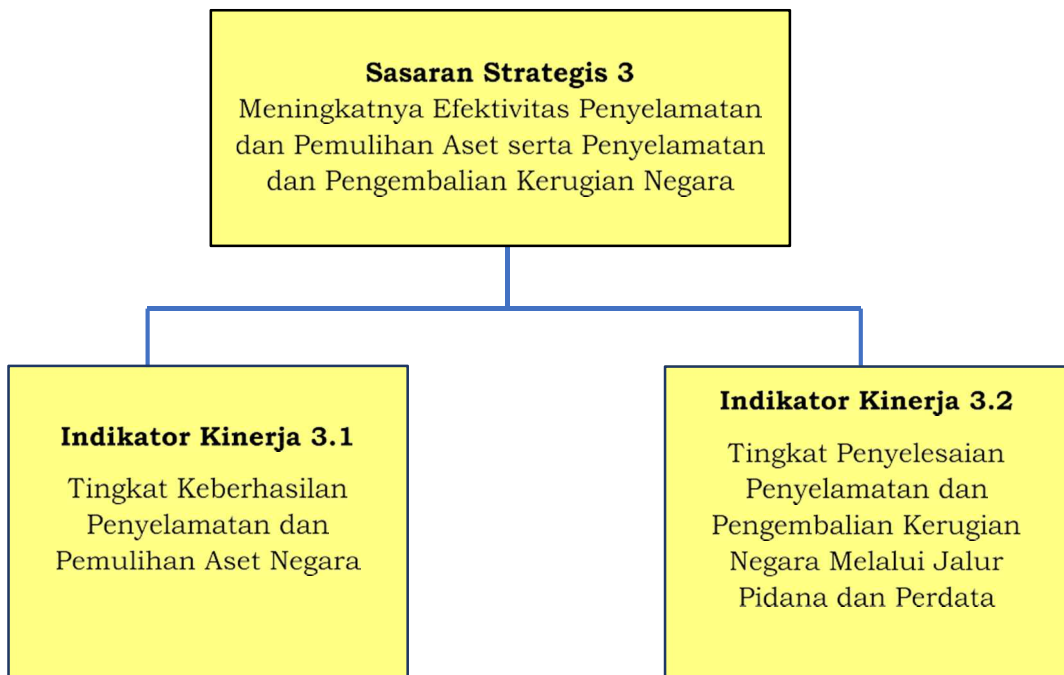 Sasaran Strategis 3
Meningkatnya Efektivitas Penyelamatan
dan Pemulihan Aset serta Penyelamatan
dan Pengembalian Kerugian Negara
Indikator Kinerja 3.1
Tingkat Keberhasilan
Penyelamatan dan
Pemulihan Aset Negara
Indikator Kinerja 3.2
Tingkat Penyelesaian
Penyelamatan dan
Pengembalian Kerugian
Negara Melalui Jalur
Pidana dan Perdata